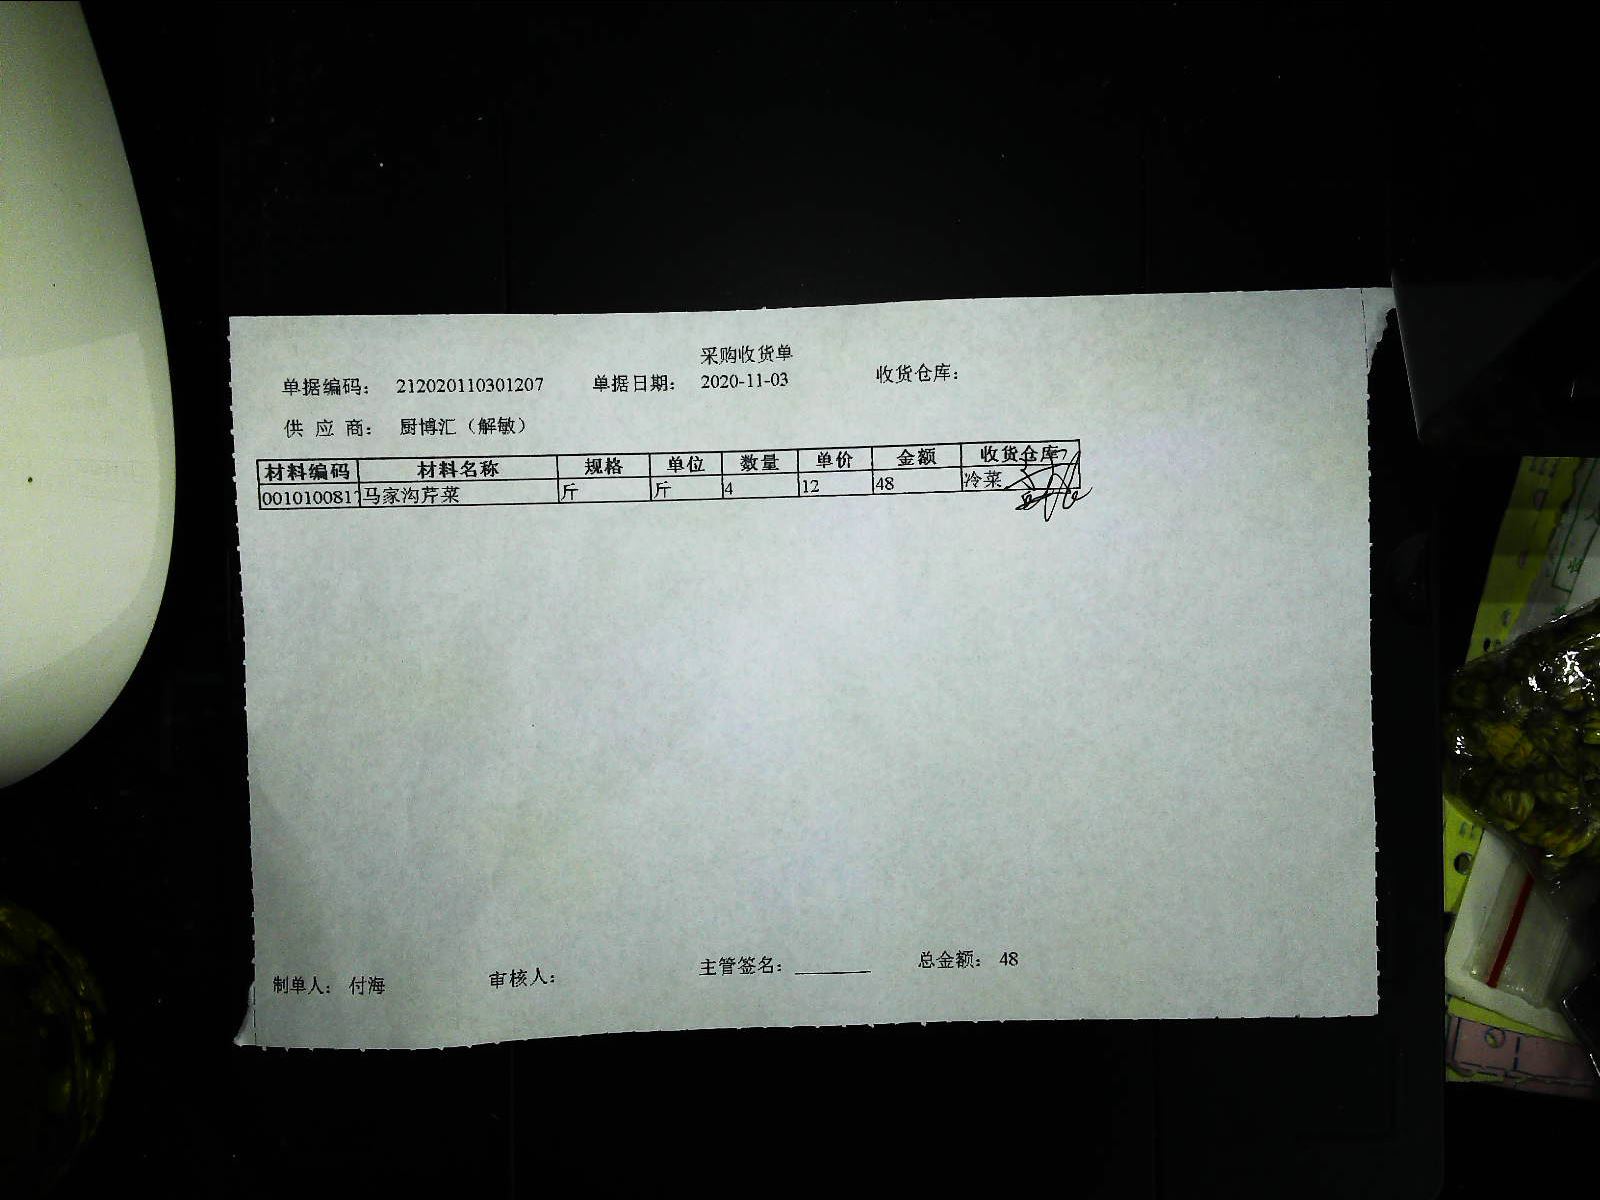 采购收货单
单据编码： 212020110301207 单据日期： 2020-11-03 收货仓库：
供 应 商： 厨博汇（解敏）
材料编码 材料名称 规格 单位 数量 单价 金额 收货仓库
0010100817 马家沟芹菜 斤 斤 4 12 48 冷菜
制单人： 付海 审核人： 主管签名： 总金额： 48